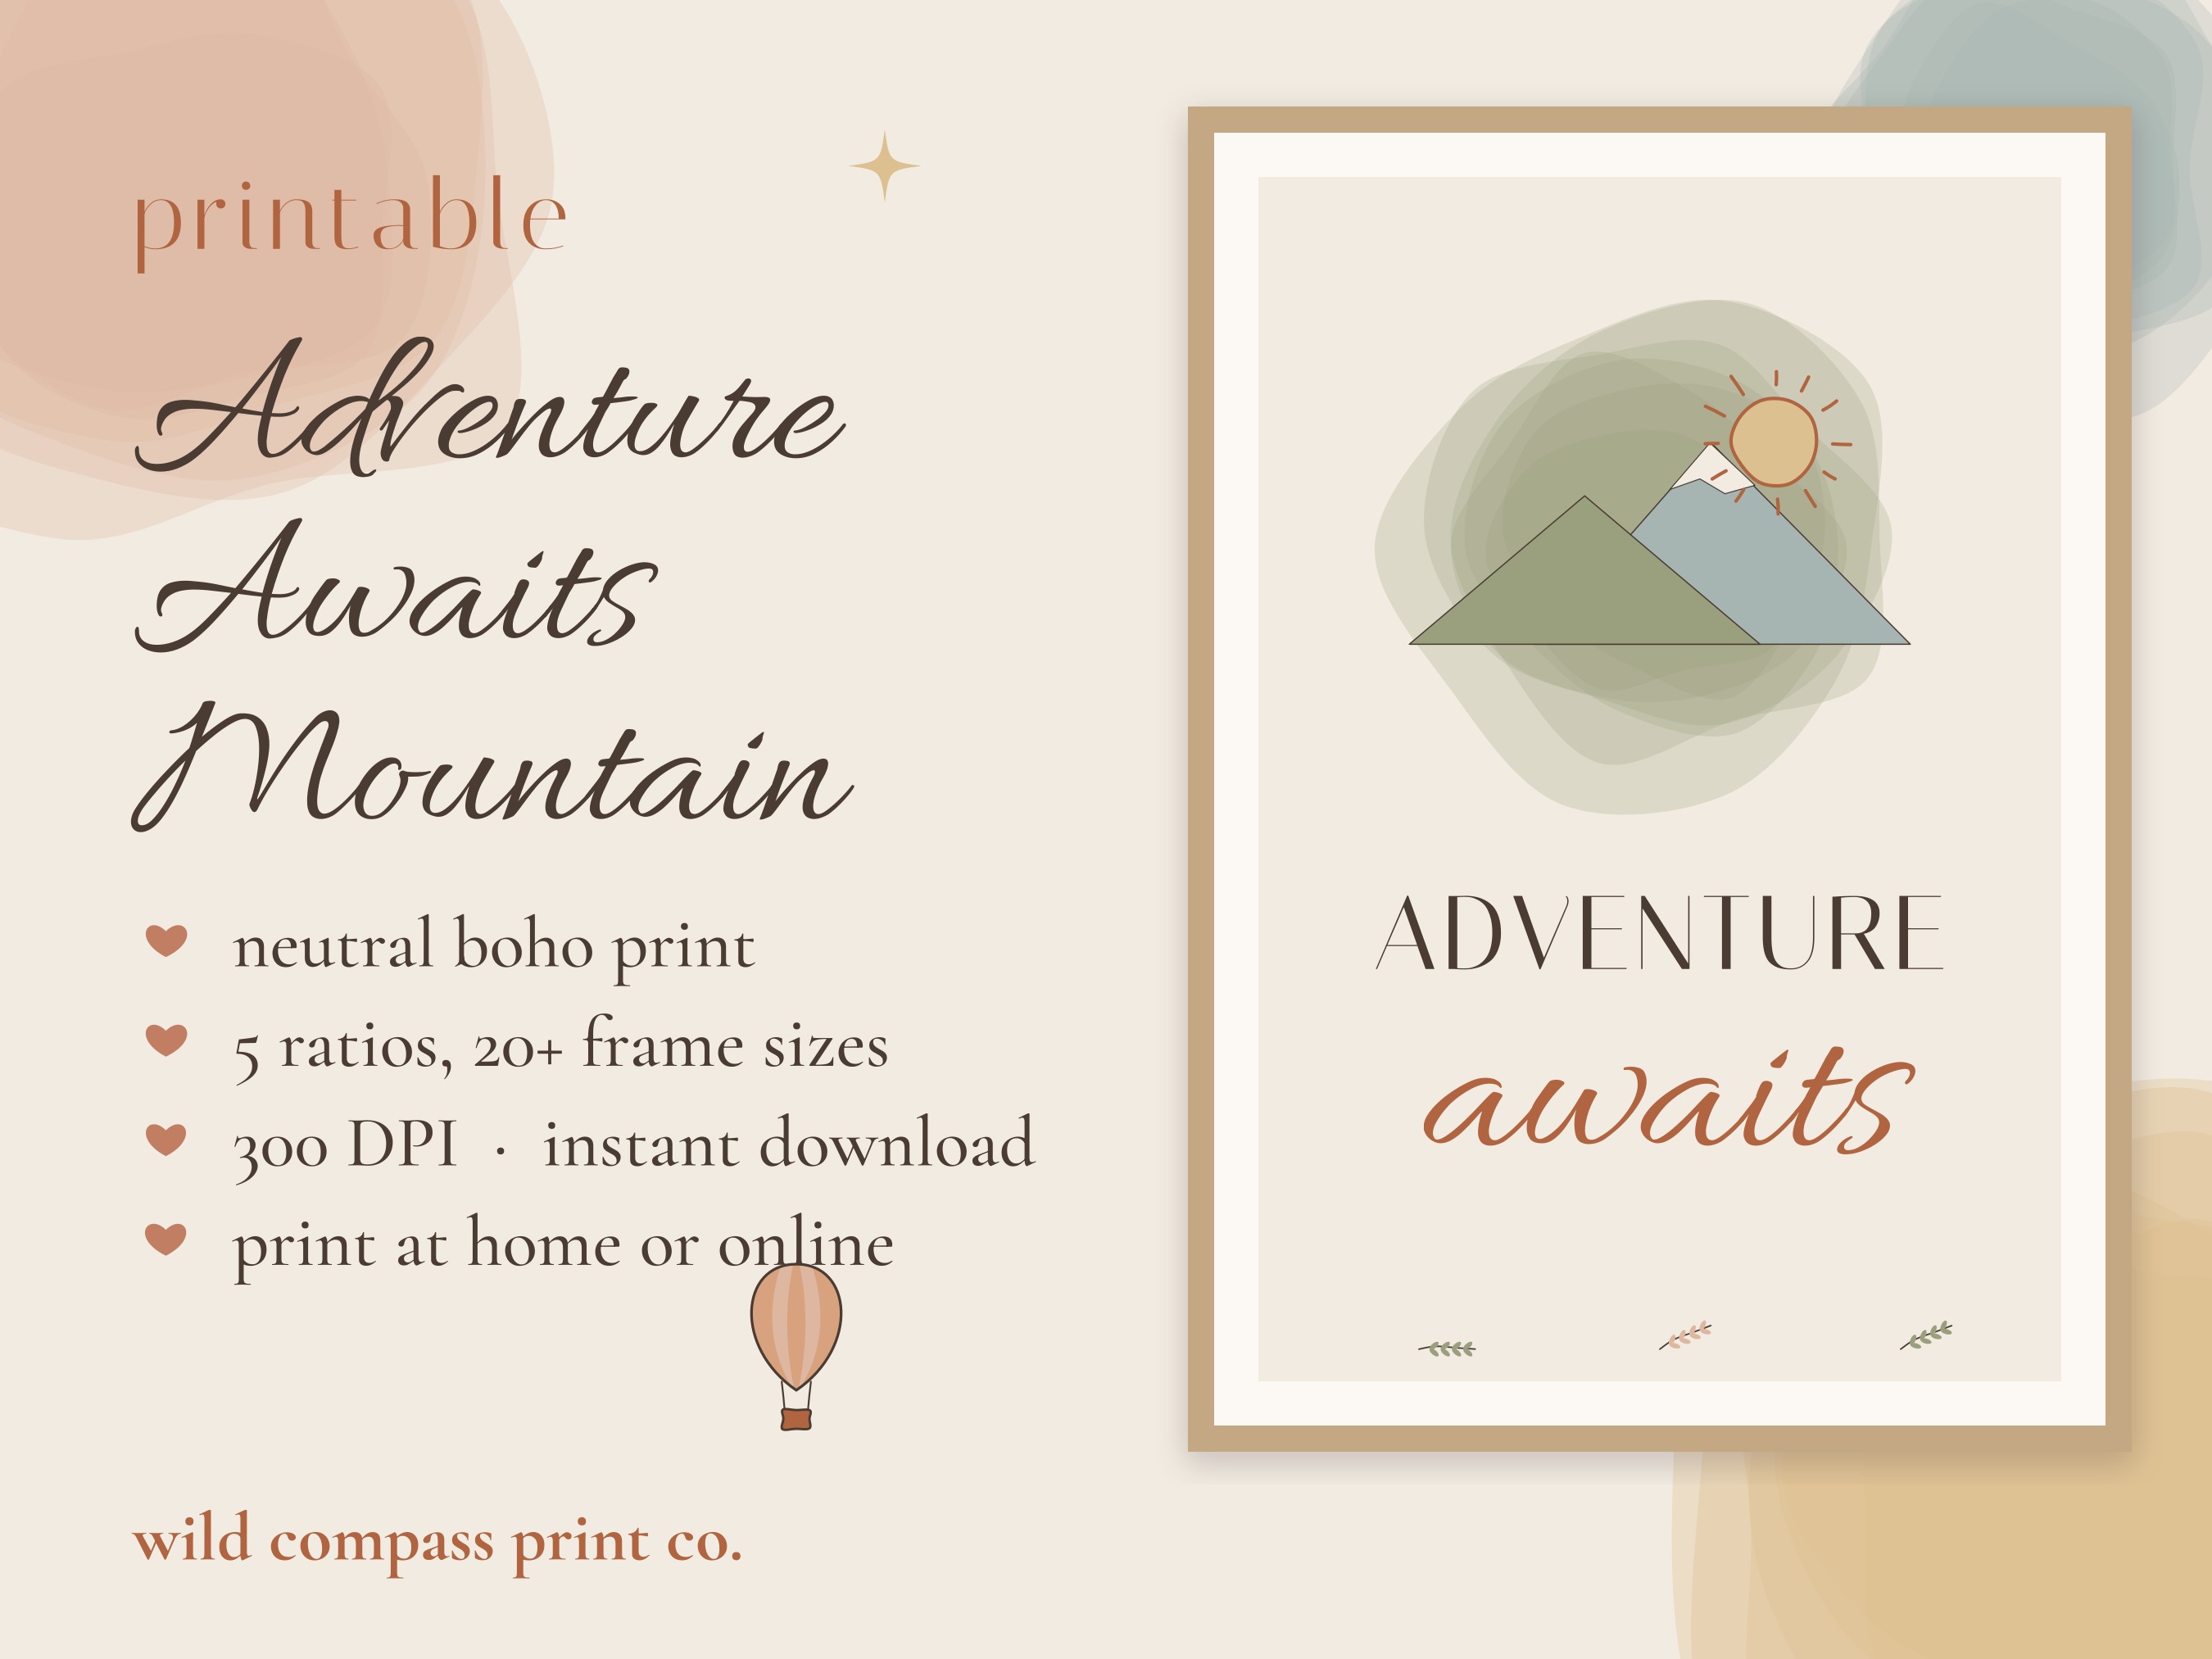 printable
Adventure
Awaits
Mountain
neutral boho print
5 ratios, 20+ frame sizes
300 DPI · instant download
print at home or online
wild compass print co.
ADVENTURE
awaits